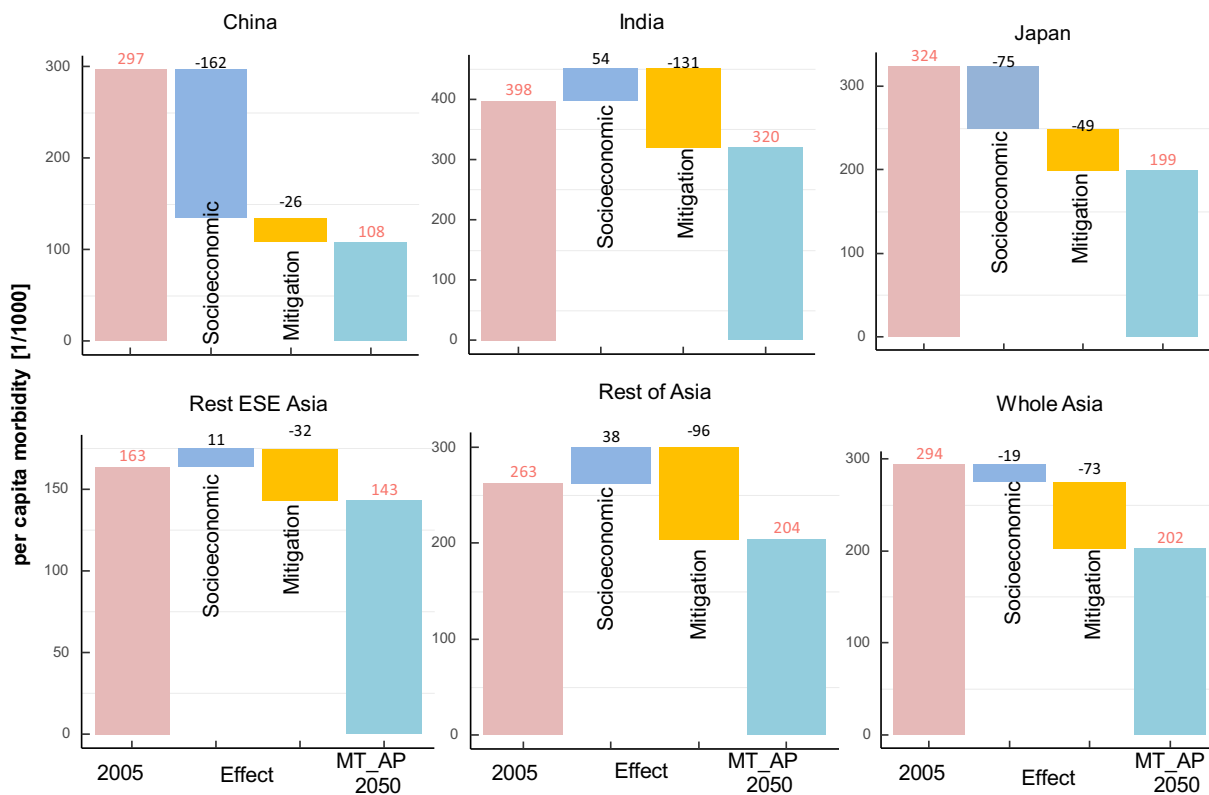 per capita morbidity [1/1000]
China
300
200
100
0
297
-162
-26
108
Socioeconomic
Mitigation
India
400
300
200
100
0
398
54
-131
320
Socioeconomic
Mitigation
Japan
300
200
100
0
324
-75
-49
199
Socioeconomic
Mitigation
Rest ESE Asia
150
100
50
0
163
11
-32
143
Socioeconomic
Mitigation
2005
Effect
MT_AP
2050
Rest of Asia
300
200
100
0
263
38
-96
204
Socioeconomic
Mitigation
2005
Effect
MT_AP
2050
Whole Asia
300
200
100
0
294
-19
-73
202
Socioeconomic
Mitigation
2005
Effect
MT_AP
2050